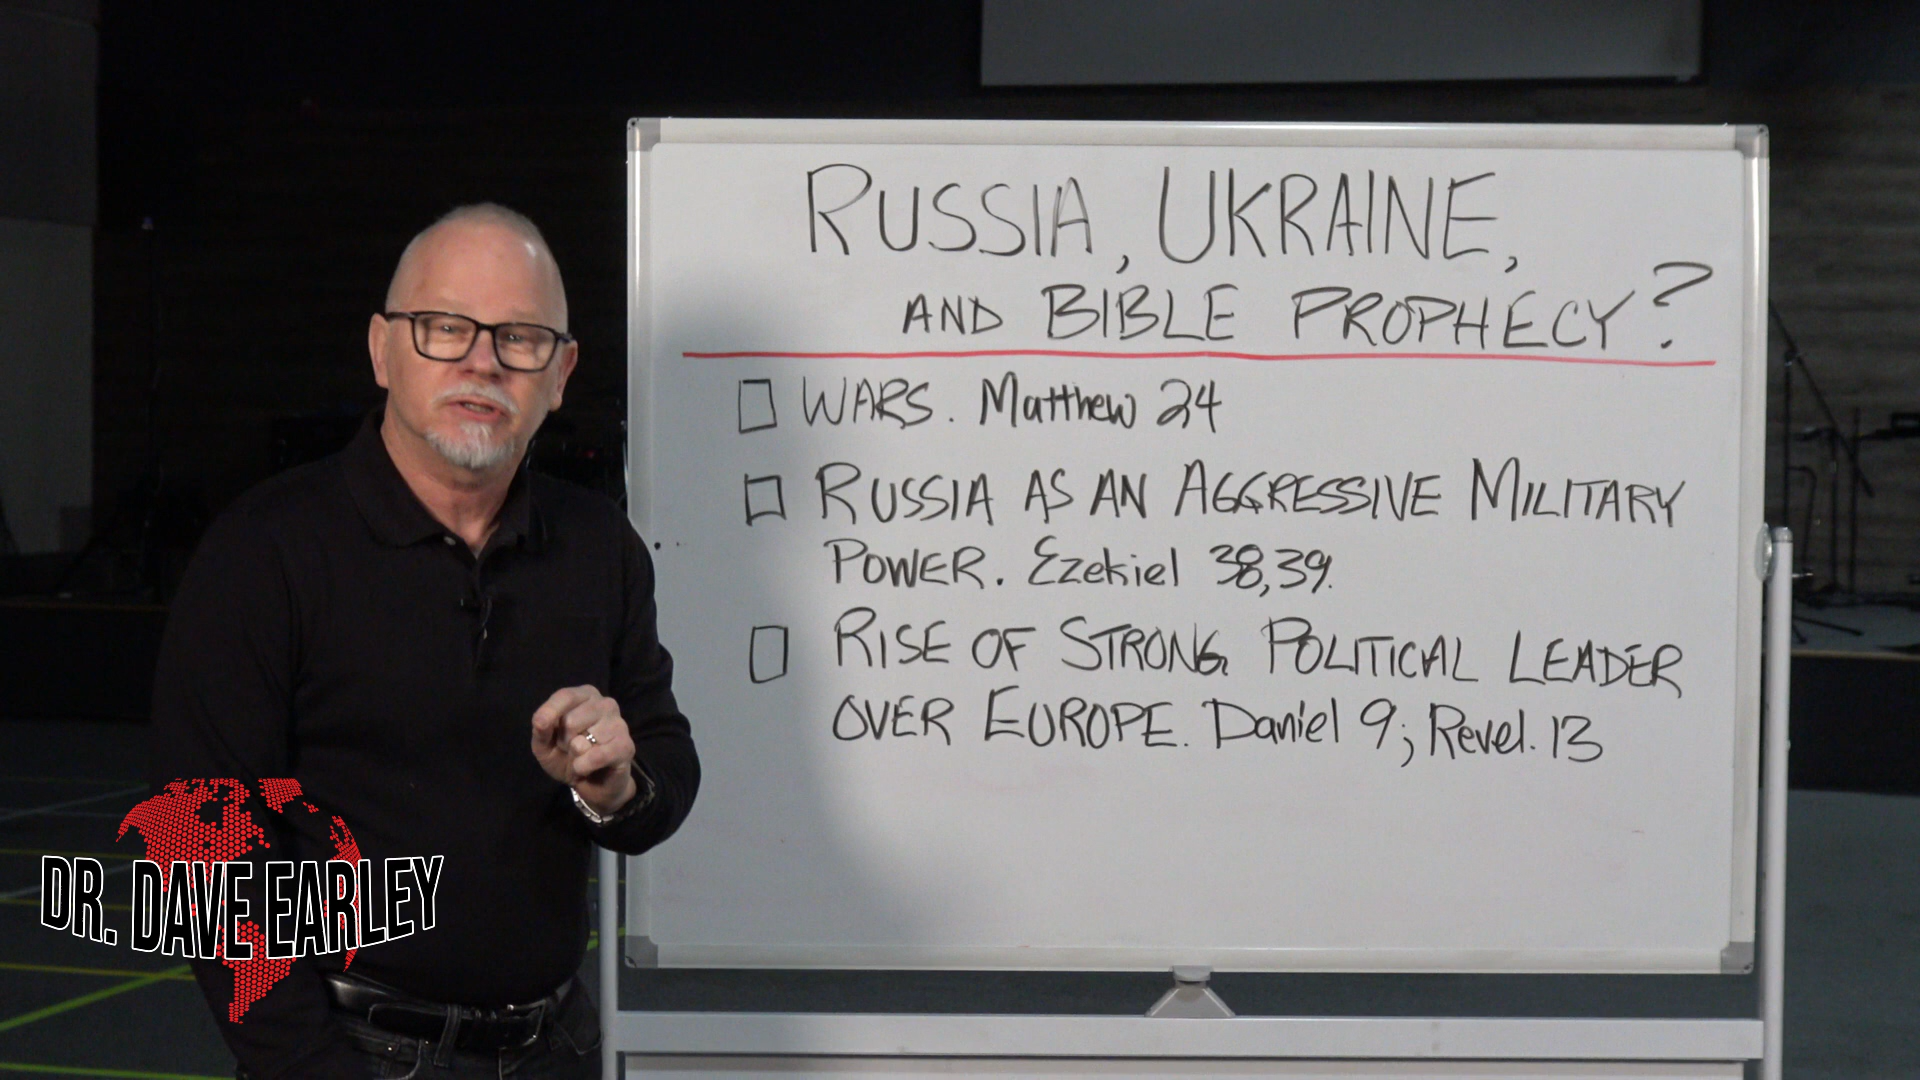 RUSSIA, UKRAINE,
AND BIBLE PROPHECY?
WARS. Matthew 24
RUSSIA AS AN AGGRESSIVE MILITARY
POWER. Ezekiel 38,39.
RISE OF STRONG POLITICAL LEADER
OVER EUROPE. Daniel 9; Revel. 13
DR. DAVE EARLEY